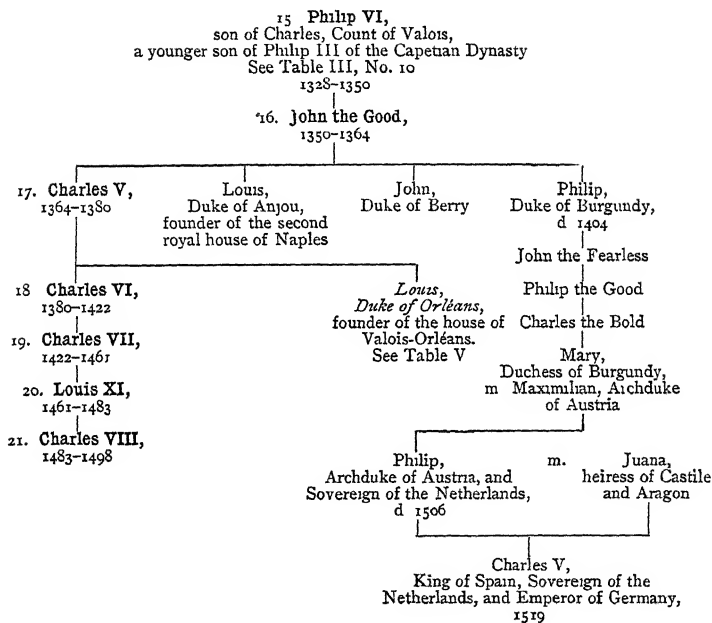 15 Philip VI,
son of Charles, Count of Valois,
a younger son of Philip III of the Capetian Dynasty
See Table III, No. 10
1328–1350
16. John the Good,
1350–1364
17. Charles V,
1364–1380
Louis,
Duke of Anjou,
founder of the second
royal house of Naples
John,
Duke of Berry
Philip,
Duke of Burgundy,
d 1404
John the Fearless
18 Charles VI,
1380–1422
Louis,
Duke of Orléans,
founder of the house of
Valois-Orléans.
See Table V
Philip the Good
Charles the Bold
19. Charles VII,
1422–1461
Mary,
Duchess of Burgundy,
m Maximilian, Archduke
of Austria
20. Louis XI,
1461–1483
21. Charles VIII,
1483–1498
Philip,
Archduke of Austria, and
Sovereign of the Netherlands,
d 1506
m.
Juana,
heiress of Castile
and Aragon
Charles V,
King of Spain, Sovereign of the
Netherlands, and Emperor of Germany,
1519